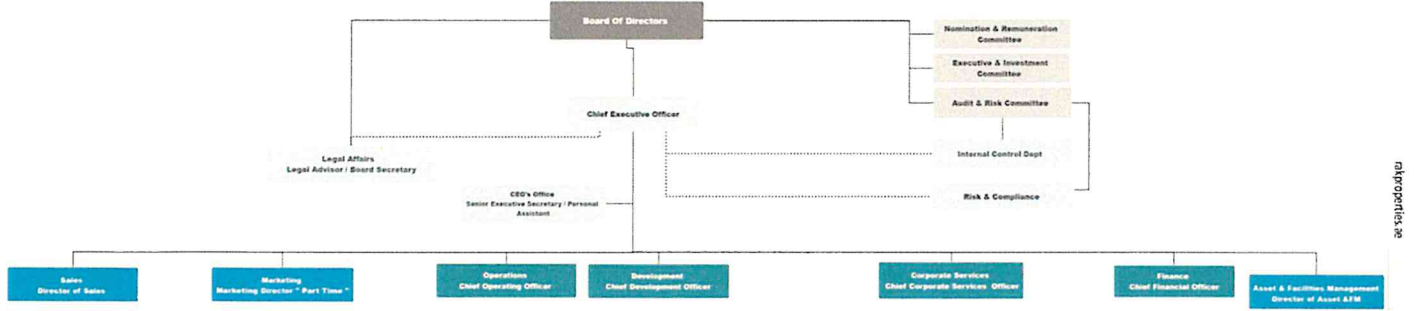 Board Of Directors
Nomination & Remuneration
Committee
Executive & Investment
Committee
Audit & Risk Committee
Chief Executive Officer
Internal Control Dept
Legal Affairs
Legal Advisor / Board Secretary
Risk & Compliance
CEO's Office
Senior Executive Secretary / Personal
Assistant
Sales
Director of Sales
Marketing
Marketing Director " Part Time "
Operations
Chief Operating Officer
Development
Chief Development Officer
Corporate Services
Chief Corporate Services Officer
Finance
Chief Financial Officer
Asset & Facilities Management
Director of Asset &FM
rakproperties.ae